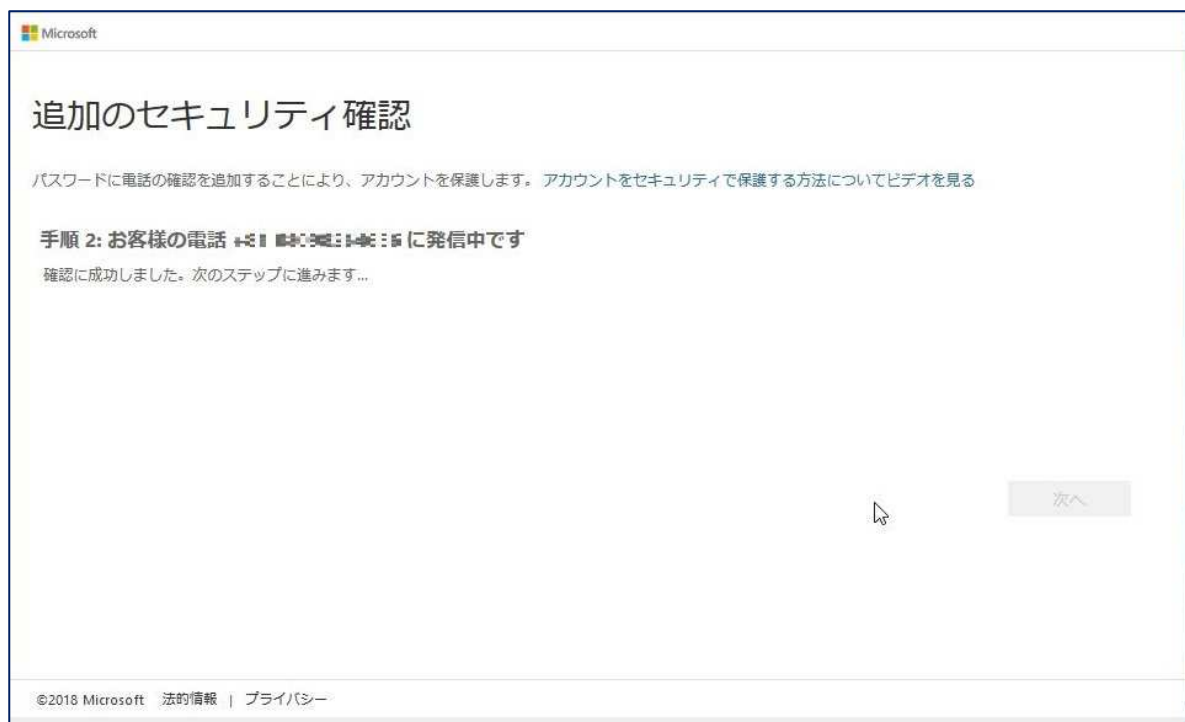 Microsoft
追加のセキュリティ確認
パスワードに電話の確認を追加することにより、アカウントを保護します。 アカウントをセキュリティで保護する方法についてビデオを見る
手順 2: お客様の電話 に発信中です
確認に成功しました。次のステップに進みます...
次へ
©2018 Microsoft 法的情報 | プライバシー